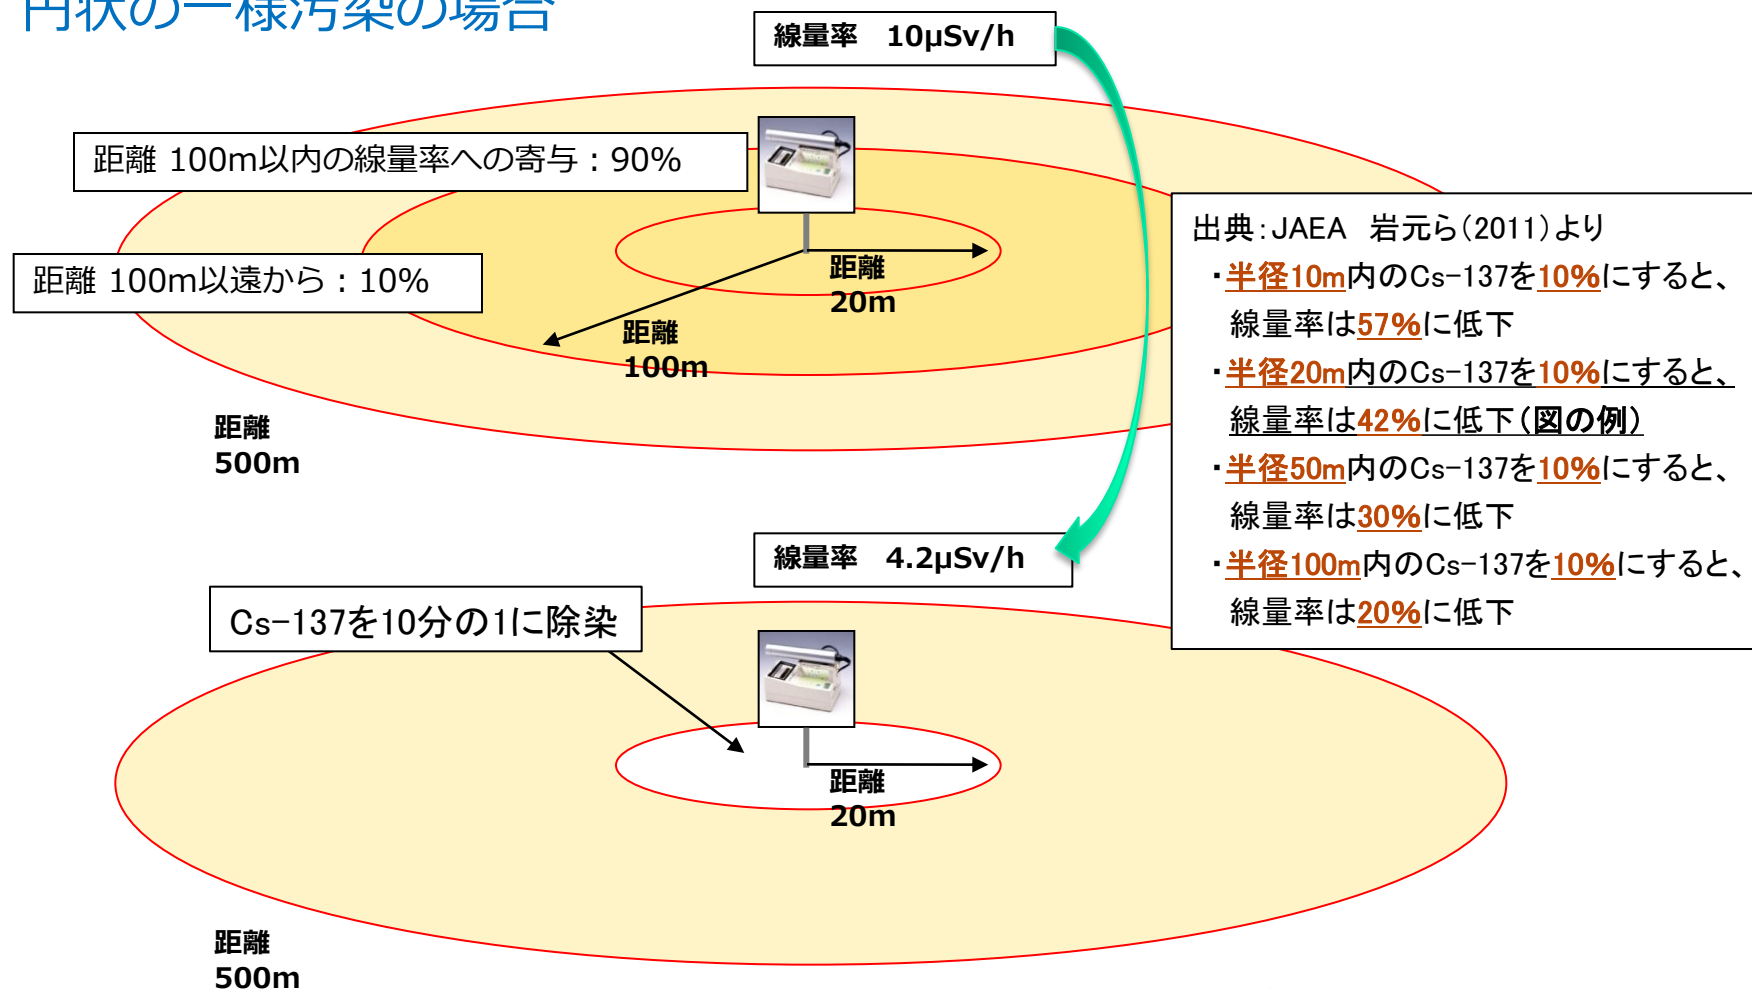 円状の一様汚染の場合
線量率　10μSv/h
距離 100m以内の線量率への寄与：90%
距離 100m以遠から：10%
距離
20m
距離
100m
距離
500m
出典：JAEA　岩元ら（2011）より
・半径10m内のCs-137を10%にすると、
線量率は57%に低下
・半径20m内のCs-137を10%にすると、
線量率は42%に低下（図の例）
・半径50m内のCs-137を10%にすると、
線量率は30%に低下
・半径100m内のCs-137を10%にすると、
線量率は20%に低下
線量率　4.2μSv/h
Cs-137を10分の1に除染
距離
20m
距離
500m